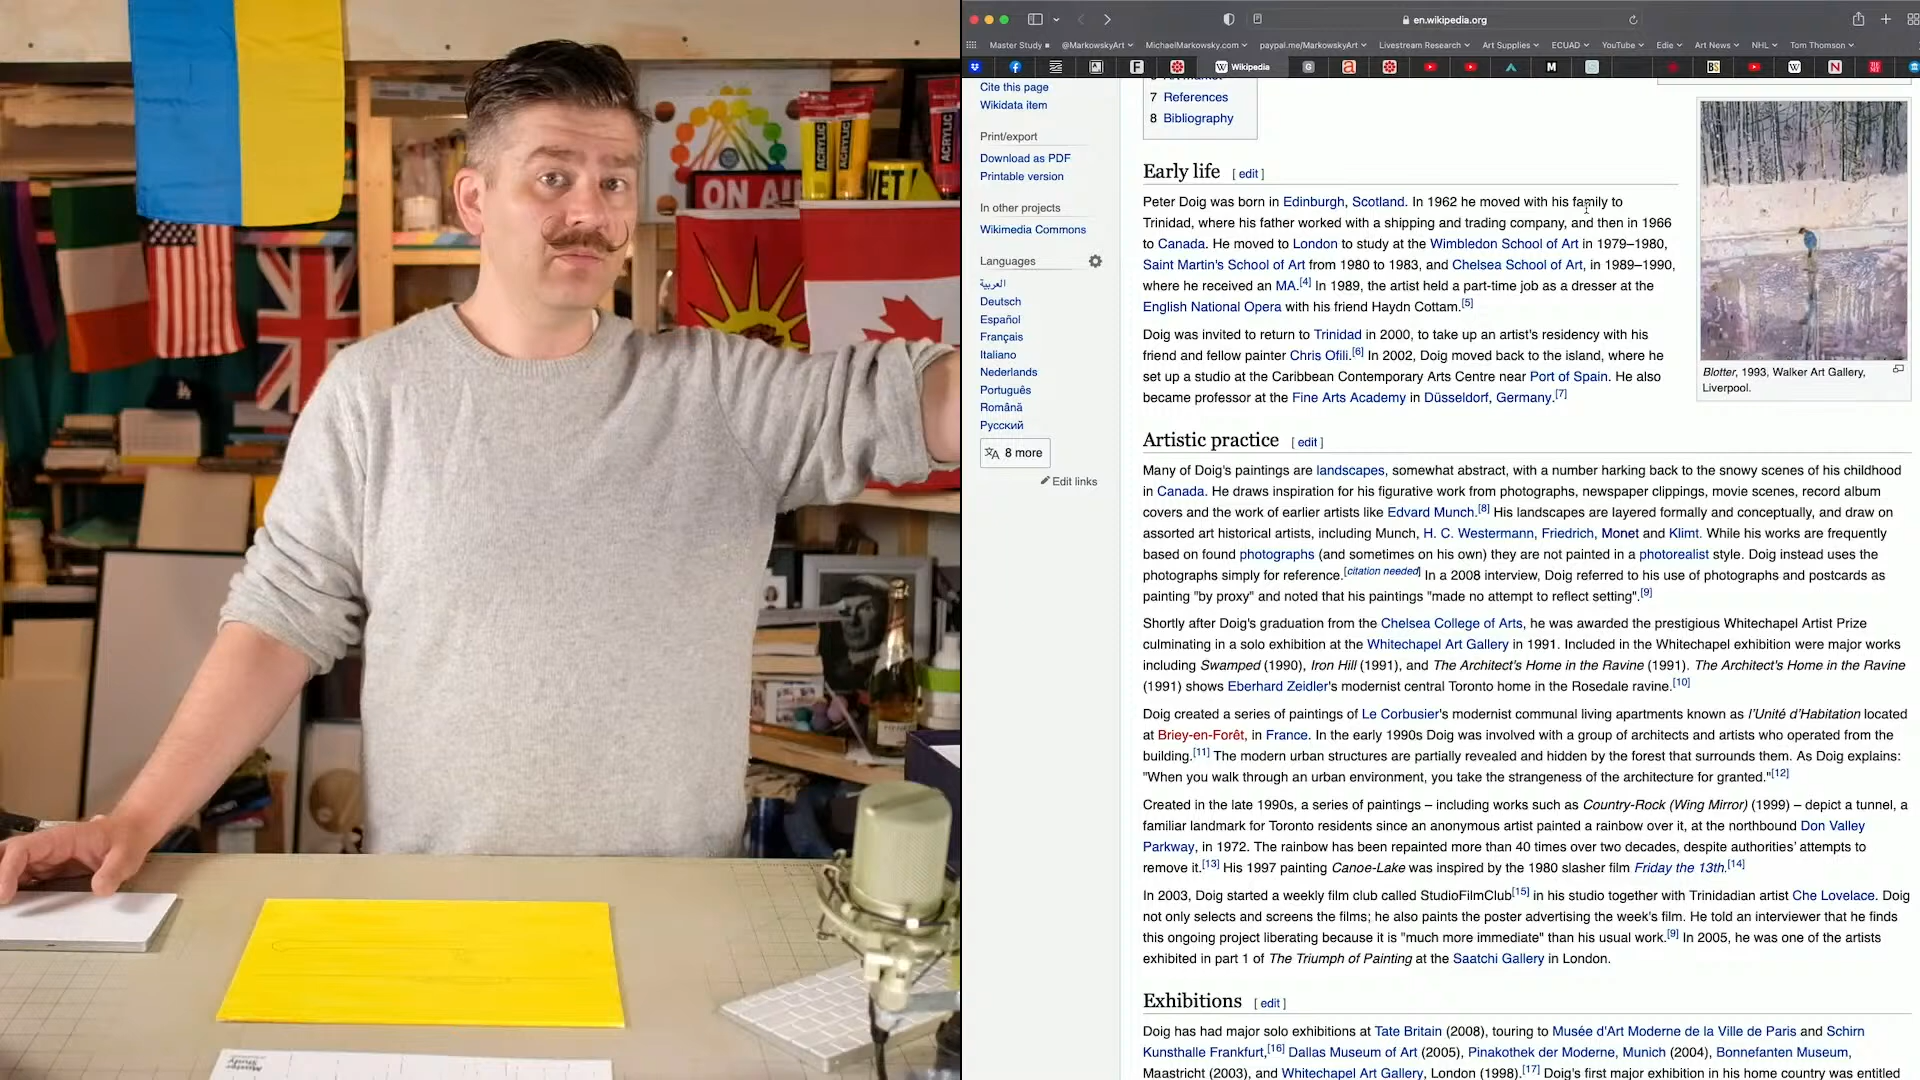 ACRYLIC
ACRYLIC
ACRYLIC
ON AIR
WET!
LA
Master Study
en.wikipedia.org
Master Study
@MarkowskyArt
MichaelMarkowsky.com
paypal.me/MarkowskyArt
Livestream Research
Art Supplies
ECUAD
YouTube
Edie
Art News
NHL
Tom Thomson
Wikipedia
Cite this page
Wikidata item
Print/export
Download as PDF
Printable version
In other projects
Wikimedia Commons
Languages
العربية
Deutsch
Español
Français
Italiano
Nederlands
Português
Română
Русский
8 more
Edit links
7 References
8 Bibliography
Early life [ edit ]
Peter Doig was born in Edinburgh, Scotland. In 1962 he moved with his family to
Trinidad, where his father worked with a shipping and trading company, and then in 1966
to Canada. He moved to London to study at the Wimbledon School of Art in 1979–1980,
Saint Martin's School of Art from 1980 to 1983, and Chelsea School of Art, in 1989–1990,
where he received an MA.[4] In 1989, the artist held a part-time job as a dresser at the
English National Opera with his friend Haydn Cottam.[5]
Doig was invited to return to Trinidad in 2000, to take up an artist's residency with his
friend and fellow painter Chris Ofili.[6] In 2002, Doig moved back to the island, where he
set up a studio at the Caribbean Contemporary Arts Centre near Port of Spain. He also
became professor at the Fine Arts Academy in Düsseldorf, Germany.[7]
Blotter, 1993, Walker Art Gallery,
Liverpool.
Artistic practice [ edit ]
Many of Doig's paintings are landscapes, somewhat abstract, with a number harking back to the snowy scenes of his childhood
in Canada. He draws inspiration for his figurative work from photographs, newspaper clippings, movie scenes, record album
covers and the work of earlier artists like Edvard Munch.[8] His landscapes are layered formally and conceptually, and draw on
assorted art historical artists, including Munch, H. C. Westermann, Friedrich, Monet and Klimt. While his works are frequently
based on found photographs (and sometimes on his own) they are not painted in a photorealist style. Doig instead uses the
photographs simply for reference.[citation needed] In a 2008 interview, Doig referred to his use of photographs and postcards as
painting "by proxy" and noted that his paintings "made no attempt to reflect setting".[9]
Shortly after Doig's graduation from the Chelsea College of Arts, he was awarded the prestigious Whitechapel Artist Prize
culminating in a solo exhibition at the Whitechapel Art Gallery in 1991. Included in the Whitechapel exhibition were major works
including Swamped (1990), Iron Hill (1991), and The Architect's Home in the Ravine (1991). The Architect's Home in the Ravine
(1991) shows Eberhard Zeidler's modernist central Toronto home in the Rosedale ravine.[10]
Doig created a series of paintings of Le Corbusier's modernist communal living apartments known as l'Unité d'Habitation located
at Briey-en-Forêt, in France. In the early 1990s Doig was involved with a group of architects and artists who operated from the
building.[11] The modern urban structures are partially revealed and hidden by the forest that surrounds them. As Doig explains:
"When you walk through an urban environment, you take the strangeness of the architecture for granted."[12]
Created in the late 1990s, a series of paintings – including works such as Country-Rock (Wing Mirror) (1999) – depict a tunnel, a
familiar landmark for Toronto residents since an anonymous artist painted a rainbow over it, at the northbound Don Valley
Parkway, in 1972. The rainbow has been repainted more than 40 times over two decades, despite authorities' attempts to
remove it.[13] His 1997 painting Canoe-Lake was inspired by the 1980 slasher film Friday the 13th.[14]
In 2003, Doig started a weekly film club called StudioFilmClub[15] in his studio together with Trinidadian artist Che Lovelace. Doig
not only selects and screens the films; he also paints the poster advertising the week's film. He told an interviewer that he finds
this ongoing project liberating because it is "much more immediate" than his usual work.[9] In 2005, he was one of the artists
exhibited in part 1 of The Triumph of Painting at the Saatchi Gallery in London.
Exhibitions [ edit ]
Doig has had major solo exhibitions at Tate Britain (2008), touring to Musée d'Art Moderne de la Ville de Paris and Schirn
Kunsthalle Frankfurt,[16] Dallas Museum of Art (2005), Pinakothek der Moderne, Munich (2004), Bonnefanten Museum,
Maastricht (2003), and Whitechapel Art Gallery, London (1998).[17] Doig's first major exhibition in his home country was entitled